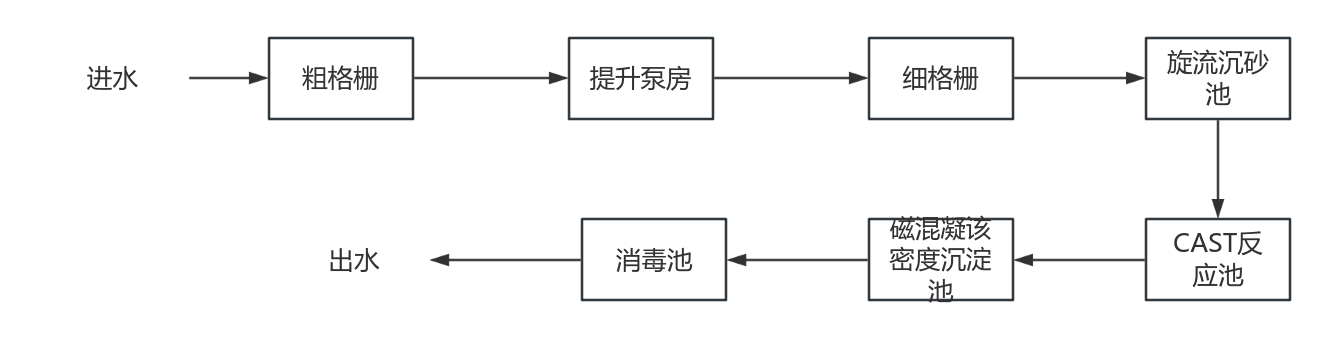 进水
粗格栅
提升泵房
细格栅
旋流沉砂
池
CAST反
应池
磁混凝该
密度沉淀
池
消毒池
出水